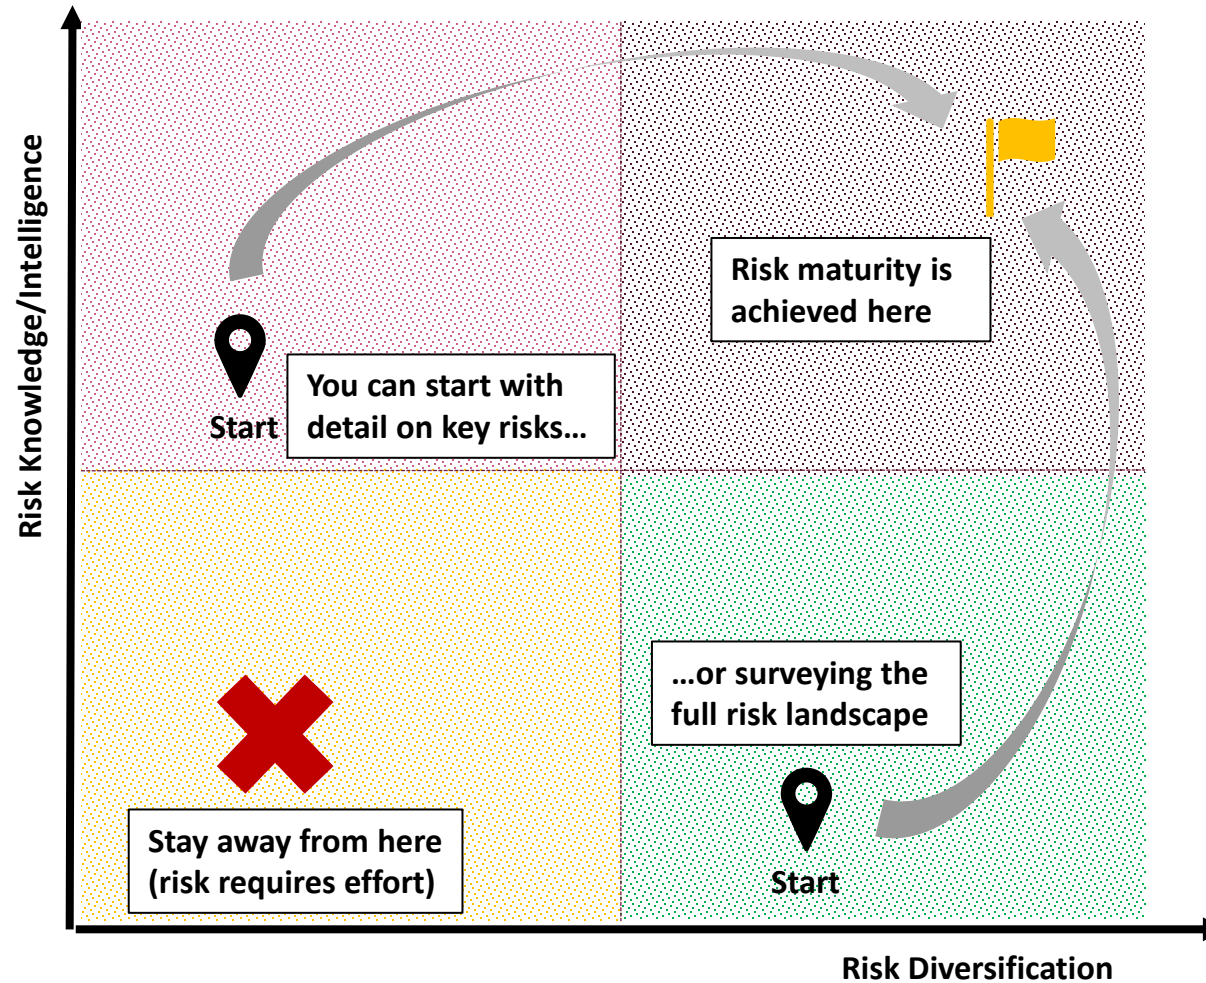 Risk Knowledge/Intelligence
Risk maturity is
achieved here
You can start with
detail on key risks…
Start
…or surveying the
full risk landscape
Start
Stay away from here
(risk requires effort)
Risk Diversification